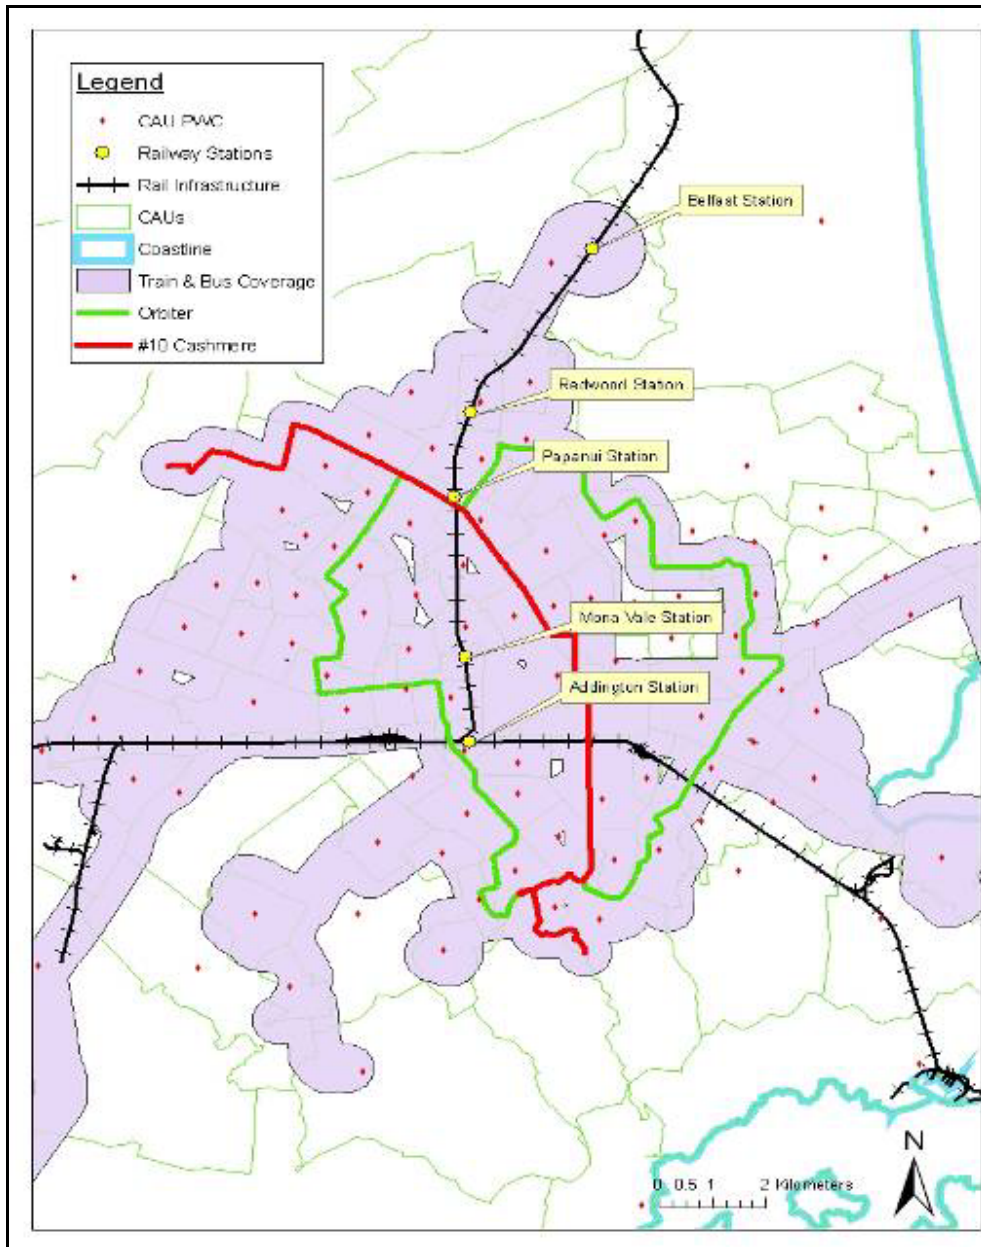 Legend
CAU PWC
Railway Stations
Rail Infrastructure
CAUs
Coastline
Train & Bus Coverage
Orbiter
#10 Cashmere
Belfast Station
Redwood Station
Papanui Station
Mona Vale Station
Addington Station
N
0 0.5 1 2 Kilometers